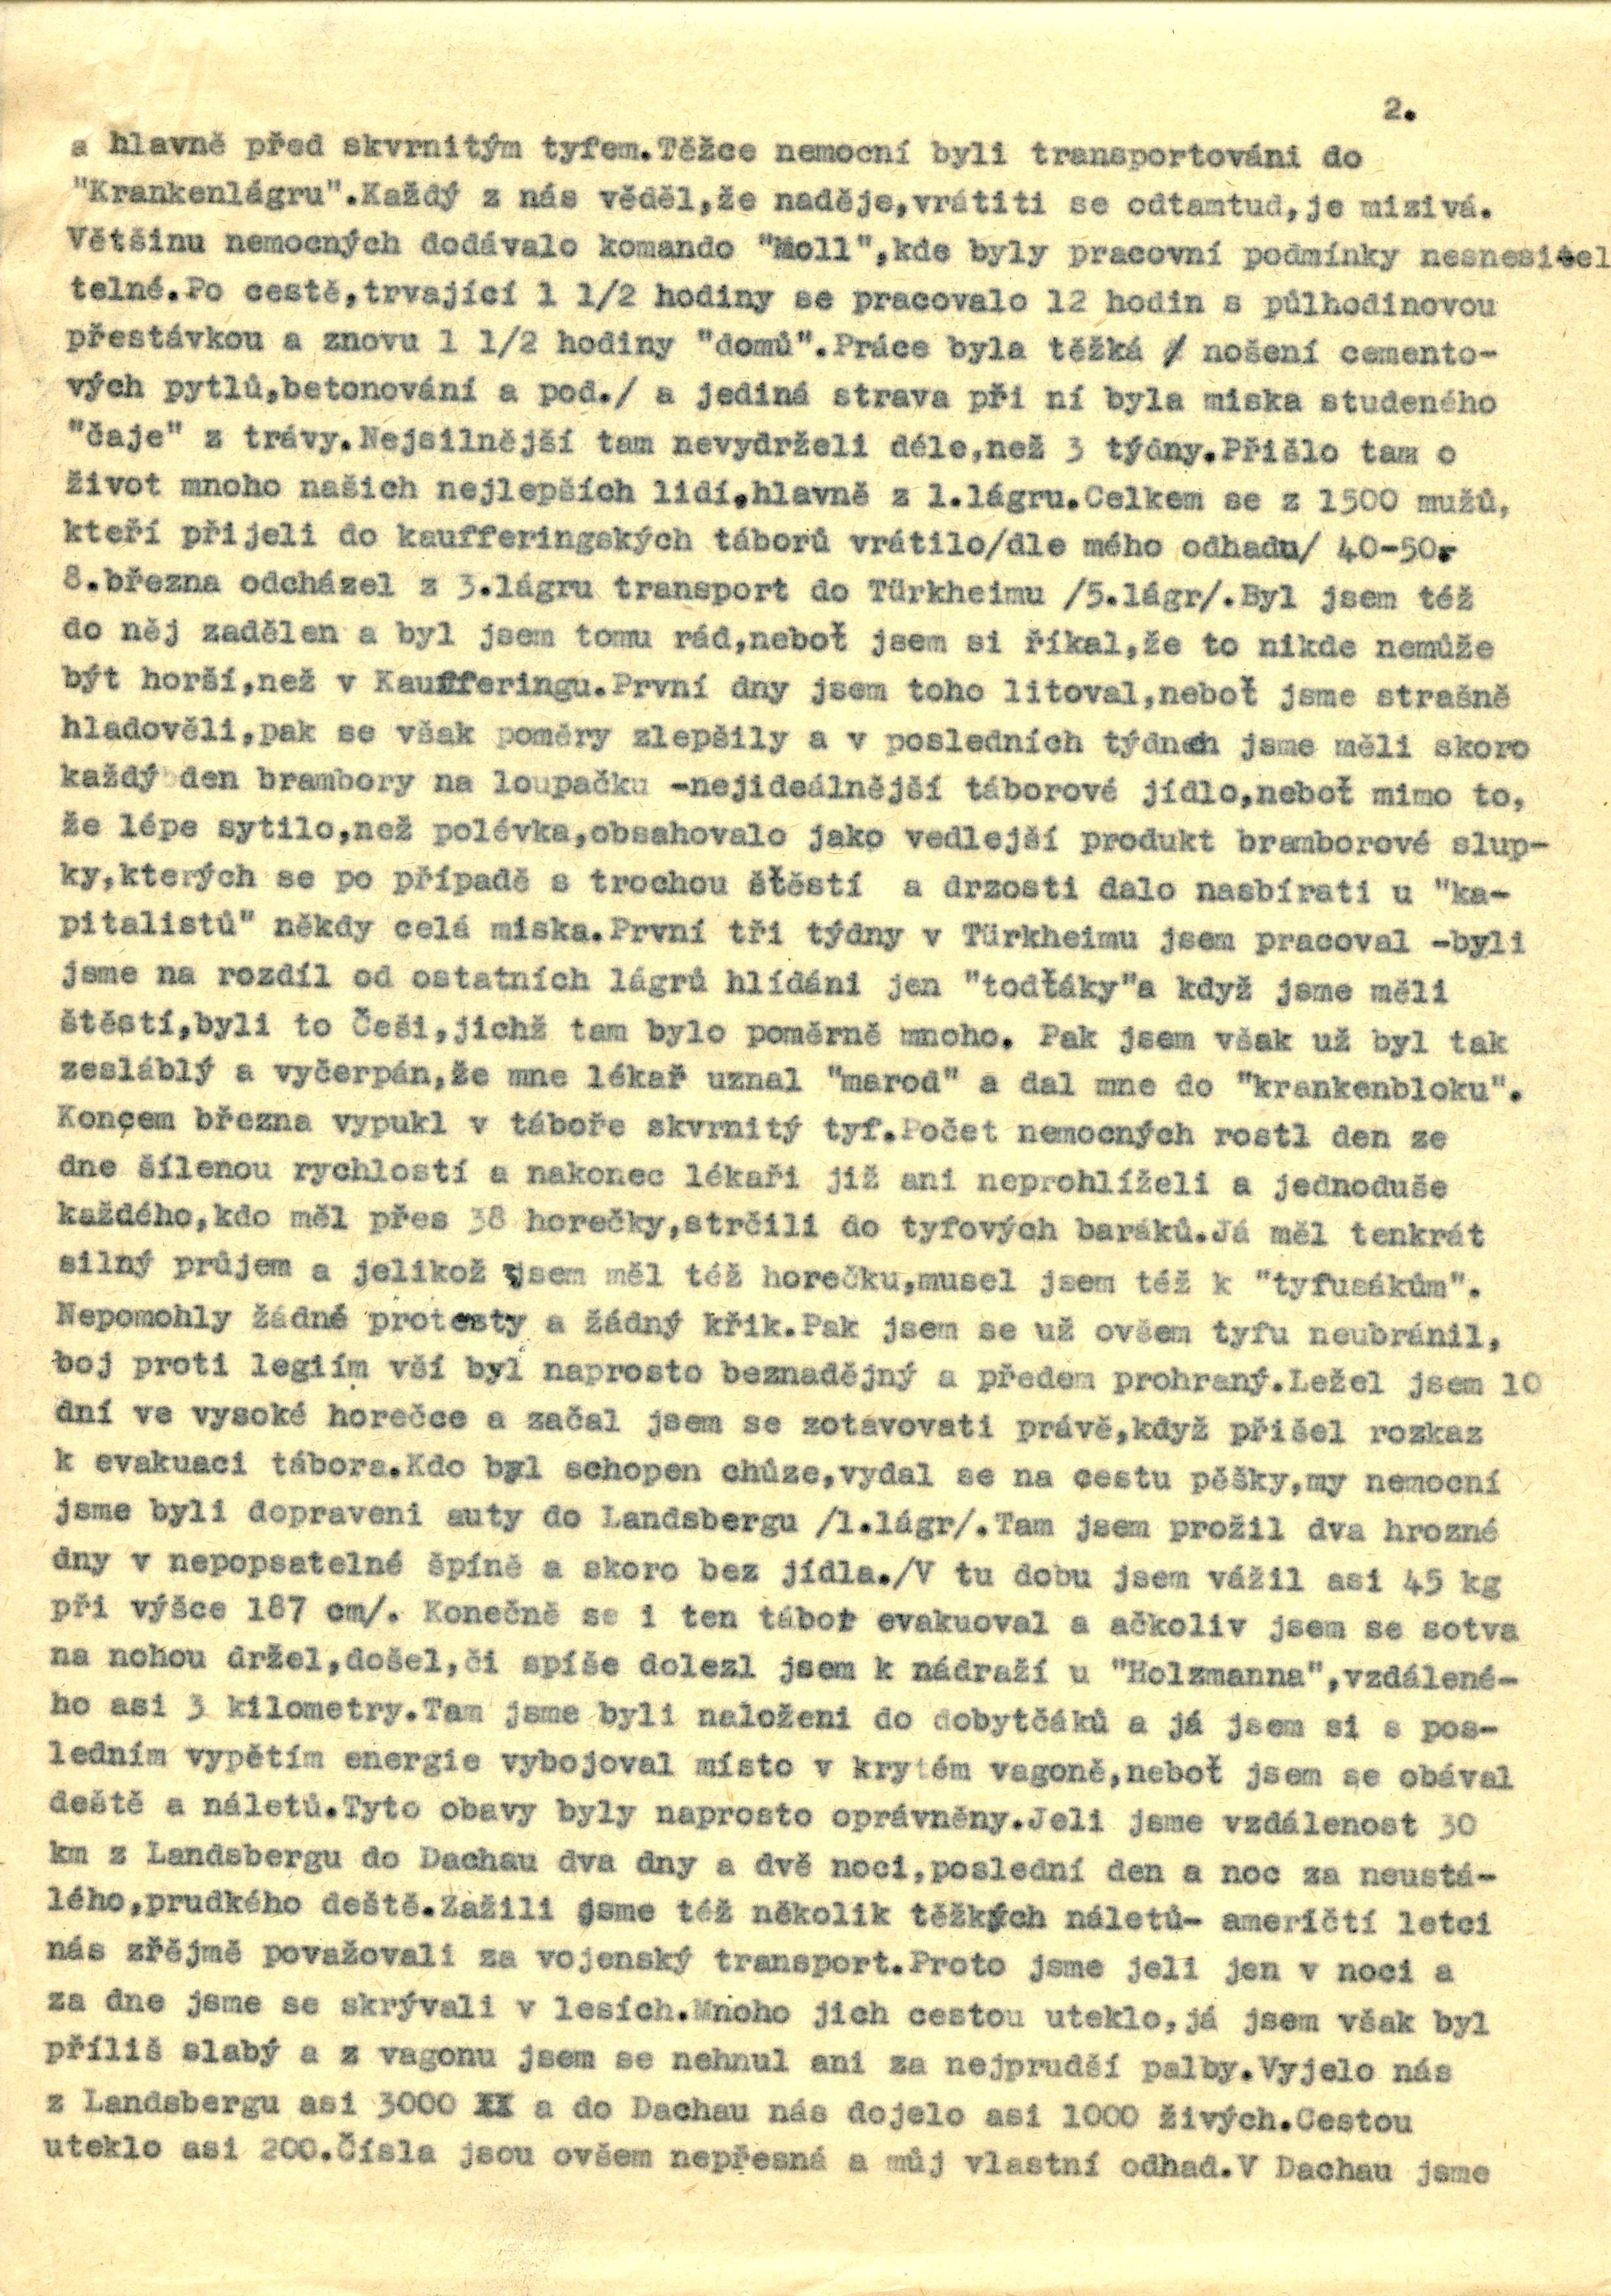 2.
a hlavně před skvrnitým tyfem.Těžce nemocní byli transportováni do
"Krankenlágru".Každý z nás věděl,že naděje,vrátiti se odtamtud,je mizivá.
Většinu nemocných dodávalo komando "Moll",kde byly pracovní podmínky nesnesitel
telné.Po cestě,trvající 1 1/2 hodiny se pracovalo 12 hodin s půlhodinovou
přestávkou a znovu 1 1/2 hodiny "domů".Práce byla těžká / nošení cemento-
vých pytlů,betonování a pod./ a jediná strava při ní byla miska studeného
"čaje" z trávy.Nejsilnější tam nevydrželi déle,než 3 týdny.Přišlo tam o
život mnoho našich nejlepších lidí,hlavně z 1.lágru.Celkem se z 1500 mužů,
kteří přijeli do kaufferingských táborů vrátilo/dle mého odhadu/ 40-50.
8.března odcházel z 3.lágru transport do Türkheimu /5.lágr/.Byl jsem též
do něj zadělen a byl jsem tomu rád,neboť jsem si říkal,že to nikde nemůže
být horší,než v Kaufferingu.První dny jsem toho litoval,neboť jsme strašně
hladověli,pak se však poměry zlepšily a v posledních týdnch jsme měli skoro
každý den brambory na loupačku -nejideálnější táborové jídlo,neboť mimo to,
že lépe sytilo,než polévka,obsahovalo jako vedlejší produkt bramborové slup-
ky,kterých se po případě s trochou štěstí a drzosti dalo nasbírati u "ka-
pitalistů" někdy celá miska.První tři týdny v Türkheimu jsem pracoval -byli
jsme na rozdíl od ostatních lágrů hlídáni jen "todťáky"a když jsme měli
štěstí,byli to Češi,jichž tam bylo poměrně mnoho. Pak jsem však už byl tak
zesláblý a vyčerpán,že mne lékař uznal "marod" a dal mne do "krankenbloku".
Koncem března vypukl v táboře skvrnitý tyf.Počet nemocných rostl den ze
dne šílenou rychlostí a nakonec lékaři již ani neprohlíželi a jednoduše
každého,kdo měl přes 38 horečky,strčili do tyfových baráků.Já měl tenkrát
silný průjem a jelikož jsem měl též horečku,musel jsem též k "tyfusákům".
Nepomohly žádné protesty a žádný křik.Pak jsem se už ovšem tyfu neubránil,
boj proti legiím vší byl naprosto beznadějný a předem prohraný.Ležel jsem 10
dní ve vysoké horečce a začal jsem se zotavovati právě,když přišel rozkaz
k evakuaci tábora.Kdo byl schopen chůze,vydal se na cestu pěšky,my nemocní
jsme byli dopraveni auty do Landsbergu /1.lágr/.Tam jsem prožil dva hrozné
dny v nepopsatelné špíně a skoro bez jídla./V tu dobu jsem vážil asi 45 kg
při výšce 187 cm/. Konečně se i ten tábor evakuoval a ačkoliv jsem se sotva
na nohou držel,došel,či spíše dolezl jsem k nádraží u "Holzmanna",vzdálené-
ho asi 3 kilometry.Tam jsme byli naloženi do dobytčáků a já jsem si s pos-
ledním vypětím energie vybojoval místo v krytém vagoně,neboť jsem se obával
deště a náletů.Tyto obavy byly naprosto oprávněny.Jeli jsme vzdálenost 30
km z Landsbergu do Dachau dva dny a dvě noci,poslední den a noc za neustá-
lého,prudkého deště.Zažili jsme též několik těžkých náletů- američtí letci
nás zřějmě považovali za vojenský transport.Proto jsme jeli jen v noci a
za dne jsme se skrývali v lesích.Mnoho jich cestou uteklo,já jsem však byl
příliš slabý a z vagonu jsem se nehnul ani za nejprudší palby.Vyjelo nás
z Landsbergu asi 3000 XX a do Dachau nás dojelo asi 1000 živých.Cestou
uteklo asi 200.Čísla jsou ovšem nepřesná a můj vlastní odhad.V Dachau jsme